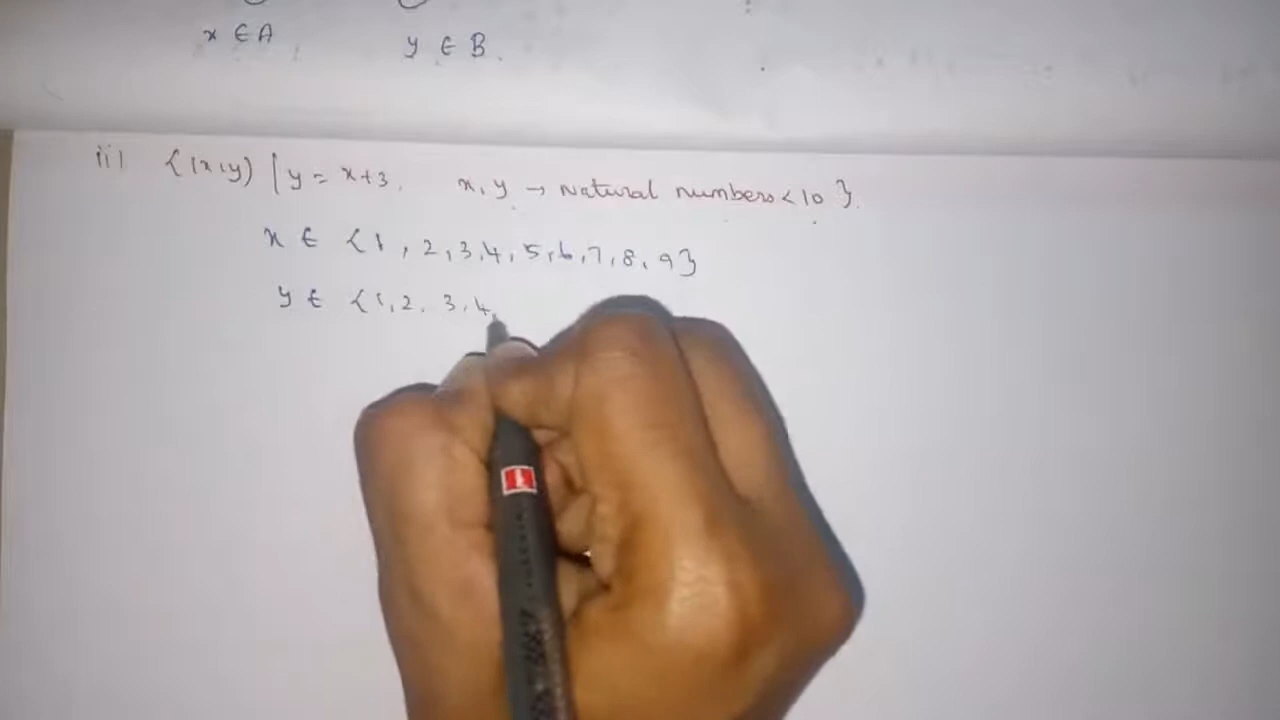 x ∈ A y ∈ B.
ii) {(x,y) | y = x+3, x,y → Natural numbers < 10 }.
x ∈ {1, 2, 3, 4, 5, 6, 7, 8, 9}
y ∈ {1, 2, 3, 4,